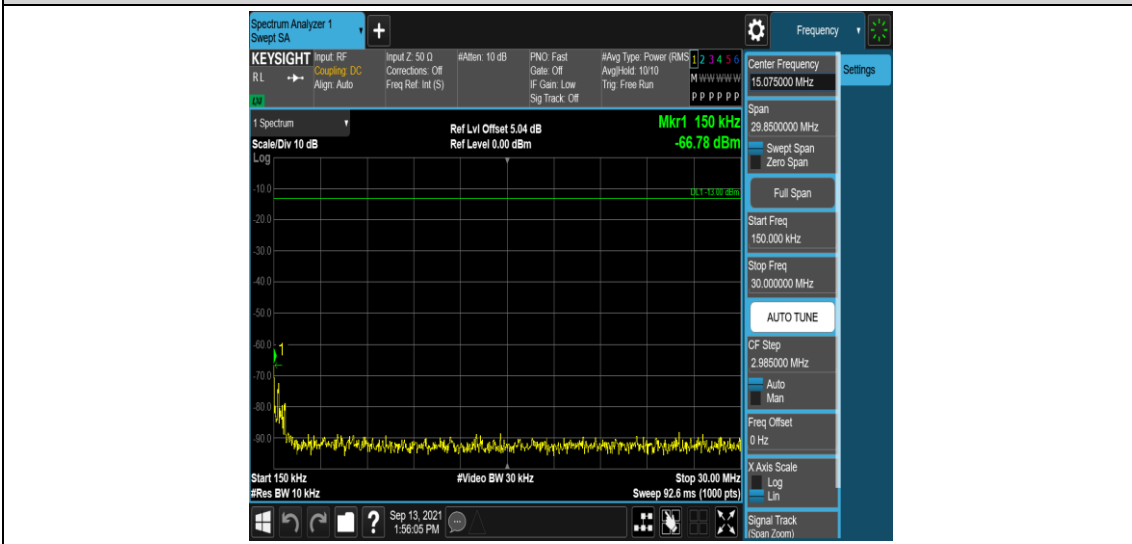 Spectrum Analyzer 1
Swept SA
+
Frequency
KEYSIGHT
RL
LXI
Input: RF
Coupling: DC
Align: Auto
Input Z: 50 Ω
Corrections: Off
Freq Ref: Int (S)
#Atten: 10 dB
PNO: Fast
Gate: Off
IF Gain: Low
Sig Track: Off
#Avg Type: Power (RMS
Avg|Hold: 10/10
Trig: Free Run
1 2 3 4 5 6
M W W W W W
P P P P P P
1 Spectrum
Scale/Div 10 dB
Log
Ref Lvl Offset 5.04 dB
Ref Level 0.00 dBm
Mkr1 150 kHz
-66.78 dBm
DL1 -13.00 dBm
-10.0
-20.0
-30.0
-40.0
-50.0
-60.0
1
-70.0
-80.0
-90.0
Start 150 kHz
#Res BW 10 kHz
#Video BW 30 kHz
Stop 30.00 MHz
Sweep 92.6 ms (1000 pts)
?
Sep 13, 2021
1:56:05 PM
Center Frequency
15.075000 MHz
Settings
Span
29.8500000 MHz
Swept Span
Zero Span
Full Span
Start Freq
150.000 kHz
Stop Freq
30.000000 MHz
AUTO TUNE
CF Step
2.985000 MHz
Auto
Man
Freq Offset
0 Hz
X Axis Scale
Log
Lin
Signal Track
(Span Zoom)